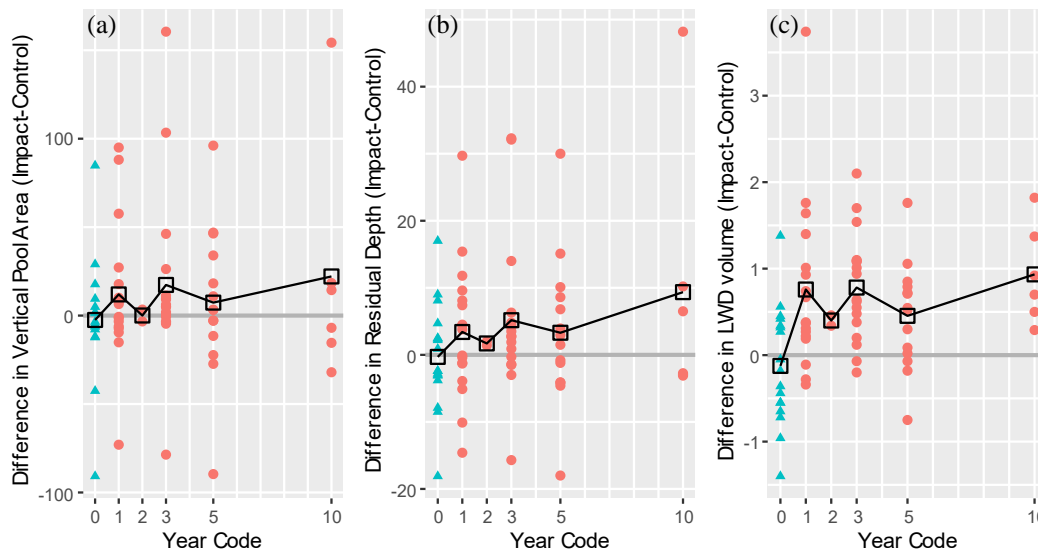 (a)
Difference in Vertical Pool Area (Impact-Control)
100
0
-100
0 1 2 3 5 10
Year Code
(b)
Difference in Residual Depth (Impact-Control)
40
20
0
-20
0 1 2 3 5 10
Year Code
(c)
Difference in LWD volume (Impact-Control)
3
2
1
0
-1
0 1 2 3 5 10
Year Code